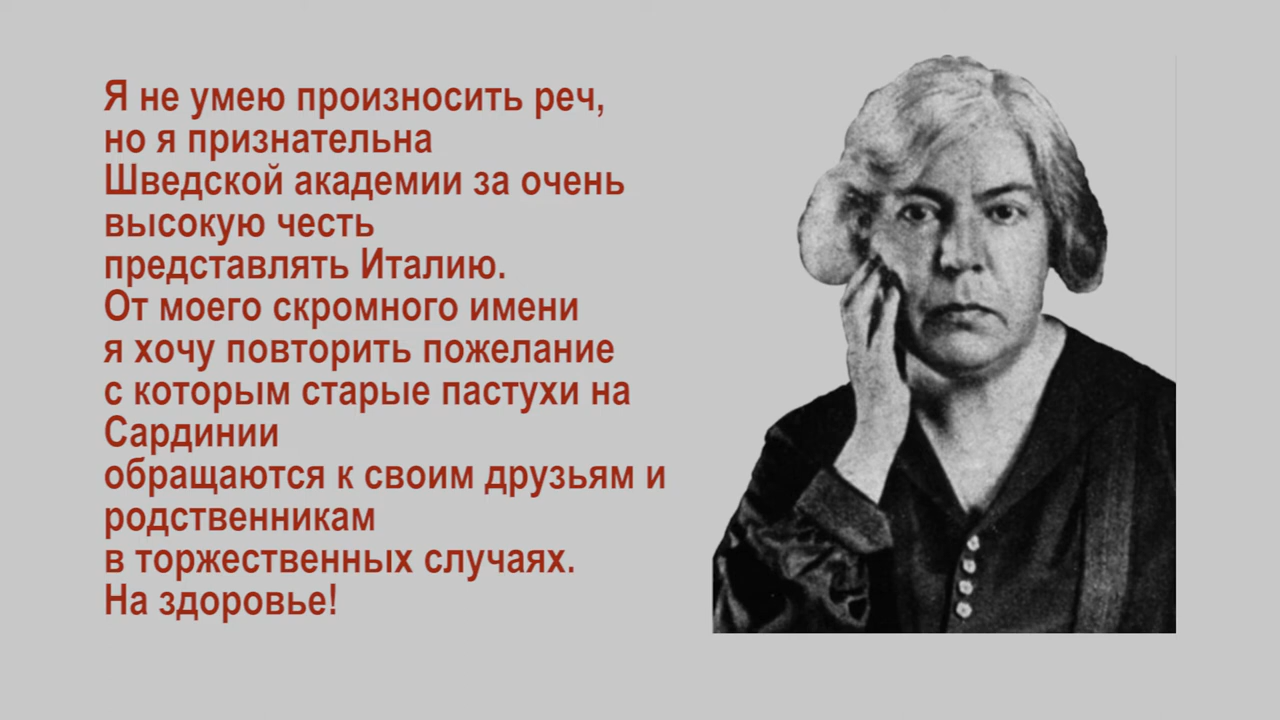 Я не умею произносить реч,
но я признательна
Шведской академии за очень
высокую честь
представлять Италию.
От моего скромного имени
я хочу повторить пожелание
с которым старые пастухи на
Сардинии
обращаются к своим друзьям и
родственникам
в торжественных случаях.
На здоровье!